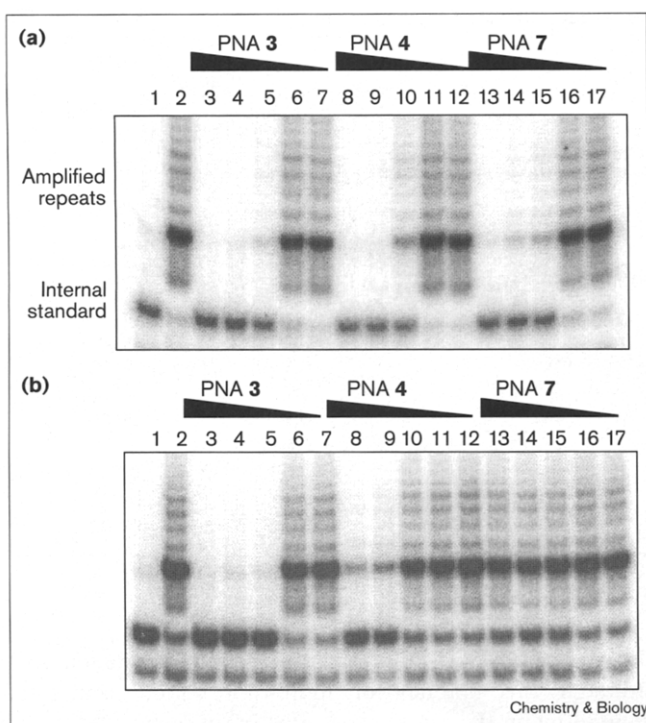 (a)
PNA 3 PNA 4 PNA 7
1 2 3 4 5 6 7 8 9 10 11 12 13 14 15 16 17
Amplified
repeats
Internal
standard
(b)
PNA 3 PNA 4 PNA 7
1 2 3 4 5 6 7 8 9 10 11 12 13 14 15 16 17
Chemistry & Biology